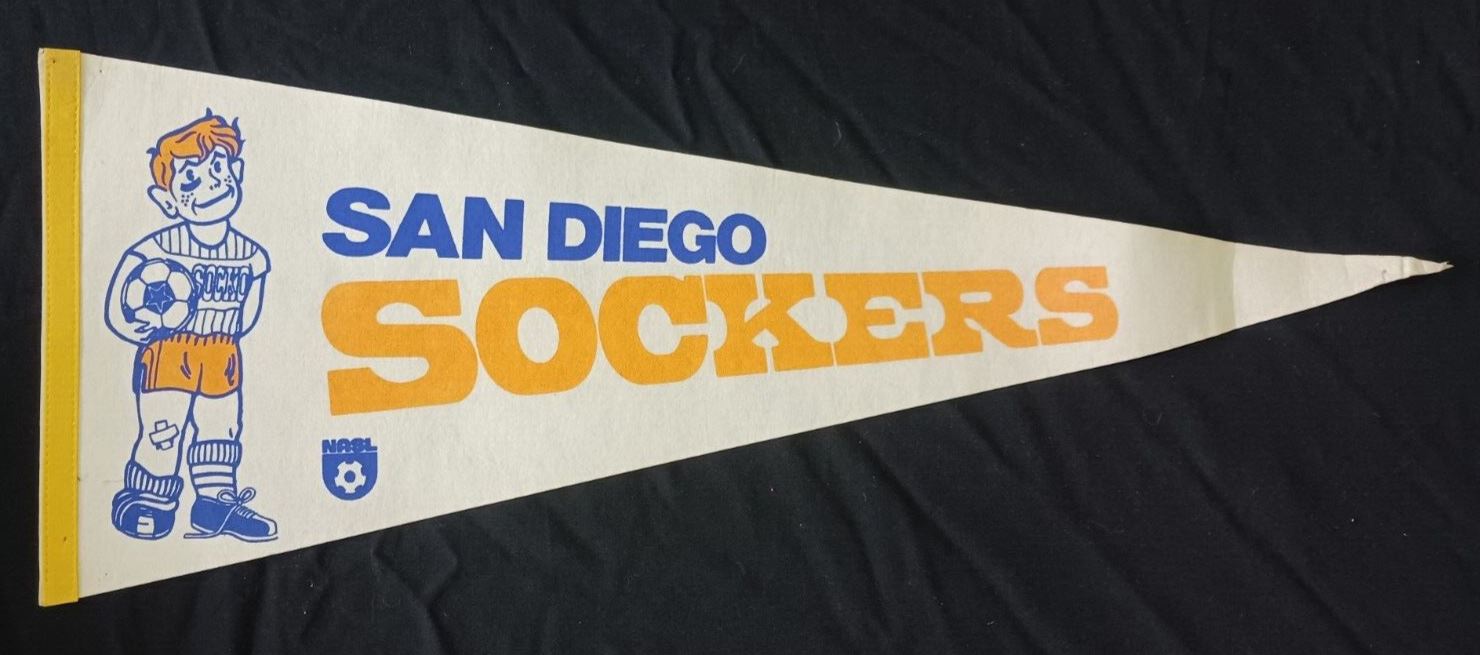 SOCKO
SAN DIEGO
SOCKERS
NASL